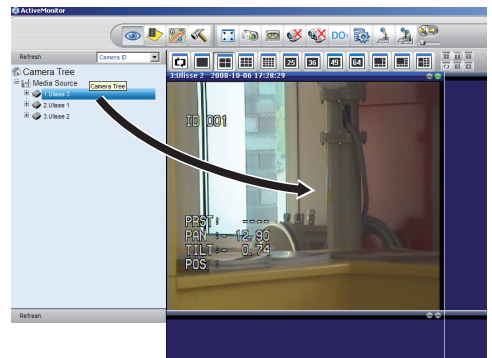 ActiveMonitor
DO
Refresh
Camera ID
25
36
49
64
Camera Tree
Media Source
Camera Tree
1.Ulisse 3
2.Ulisse 1
3.Ulisse 2
3:Ulisse 2 2008-10-06 17:28:29
ID 001
PRST: ----
PAN :- 12.90
TILT:- 0.74
POS :
Refresh